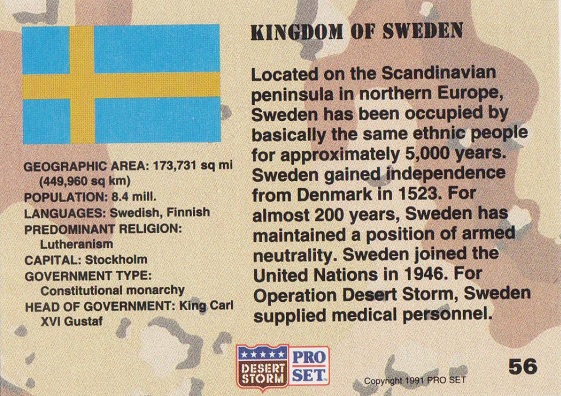 KINGDOM OF SWEDEN
Located on the Scandinavian
peninsula in northern Europe,
Sweden has been occupied by
basically the same ethnic people
for approximately 5,000 years.
Sweden gained independence
from Denmark in 1523. For
almost 200 years, Sweden has
maintained a position of armed
neutrality. Sweden joined the
United Nations in 1946. For
Operation Desert Storm, Sweden
supplied medical personnel.
GEOGRAPHIC AREA: 173,731 sq mi
(449,960 sq km)
POPULATION: 8.4 mill.
LANGUAGES: Swedish, Finnish
PREDOMINANT RELIGION:
Lutheranism
CAPITAL: Stockholm
GOVERNMENT TYPE:
Constitutional monarchy
HEAD OF GOVERNMENT: King Carl
XVI Gustaf
DESERT
STORM
PRO
SET
Copyright 1991 PRO SET
56